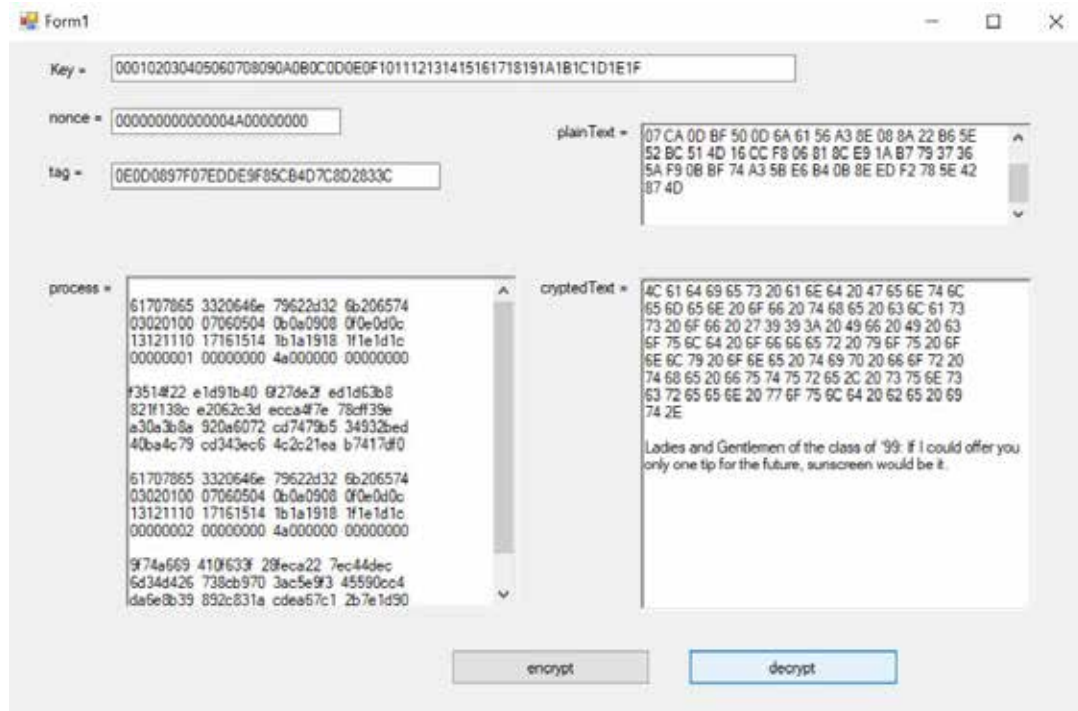 Form1
Key = 000102030405060708090A0B0C0D0E0F101112131415161718191A1B1C1D1E1F
nonce = 000000000000004A00000000
plainText = 07 CA 0D BF 50 0D 6A 61 56 A3 8E 08 8A 22 B6 5E
52 BC 51 4D 16 CC F8 06 81 8C E9 1A B7 79 37 36
5A F9 0B BF 74 A3 5B E6 B4 0B 8E ED F2 78 5E 42
87 4D
tag = 0E0D0897F07EDDE9F85CB4D7C8D2833C
process =
61707865 3320646e 79622d32 6b206574
03020100 07060504 0b0a0908 0f0e0d0c
13121110 17161514 1b1a1918 1f1e1d1c
00000001 00000000 4a000000 00000000
f3514f22 e1d91b40 6f27de2f ed1d63b8
821f138c e2062c3d ecca4f7e 78cff39e
a30a3b8a 920a6072 cd7479b5 34932bed
40ba4c79 cd343ec6 4c2c21ea b7417df0
61707865 3320646e 79622d32 6b206574
03020100 07060504 0b0a0908 0f0e0d0c
13121110 17161514 1b1a1918 1f1e1d1c
00000002 00000000 4a000000 00000000
9f74a669 410f633f 28feca22 7ec44dec
6d34d426 738cb970 3ac5e9f3 45590cc4
da6e8b39 892c831a cdea67c1 2b7e1d90
cryptedText = 4C 61 64 69 65 73 20 61 6E 64 20 47 65 6E 74 6C
65 6D 65 6E 20 6F 66 20 74 68 65 20 63 6C 61 73
73 20 6F 66 20 27 39 39 3A 20 49 66 20 49 20 63
6F 75 6C 64 20 6F 66 66 65 72 20 79 6F 75 20 6F
6E 6C 79 20 6F 6E 65 20 74 69 70 20 66 6F 72 20
74 68 65 20 66 75 74 75 72 65 2C 20 73 75 6E 73
63 72 65 65 6E 20 77 6F 75 6C 64 20 62 65 20 69
74 2E
Ladies and Gentlemen of the class of '99: If I could offer you
only one tip for the future, sunscreen would be it.
encrypt
decrypt